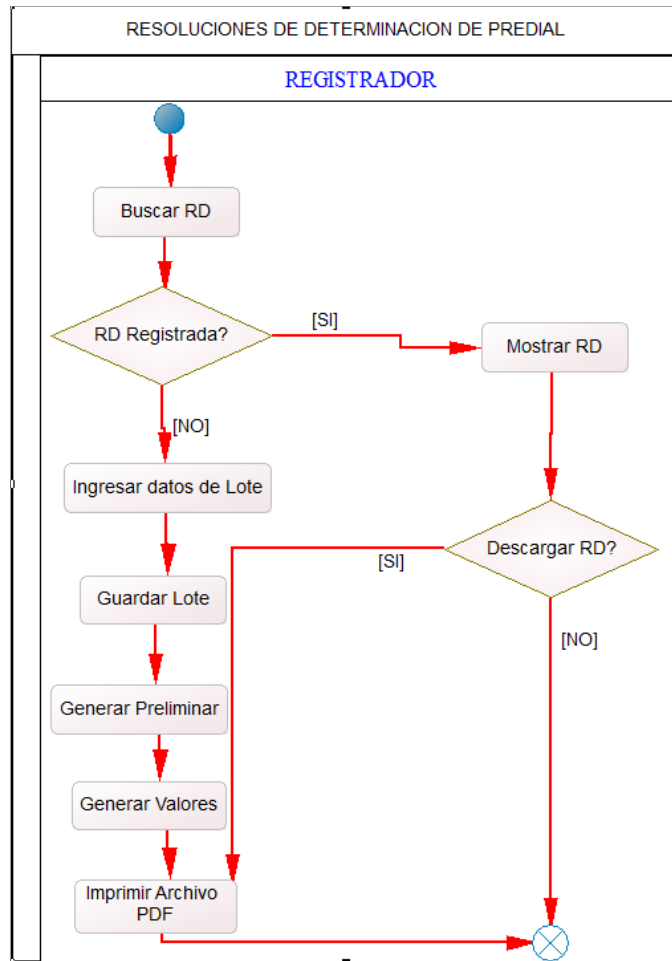 RESOLUCIONES DE DETERMINACION DE PREDIAL
REGISTRADOR
Buscar RD
RD Registrada?
[SI]
Mostrar RD
[NO]
Ingresar datos de Lote
Descargar RD?
[SI]
Guardar Lote
[NO]
Generar Preliminar
Generar Valores
Imprimir Archivo
PDF